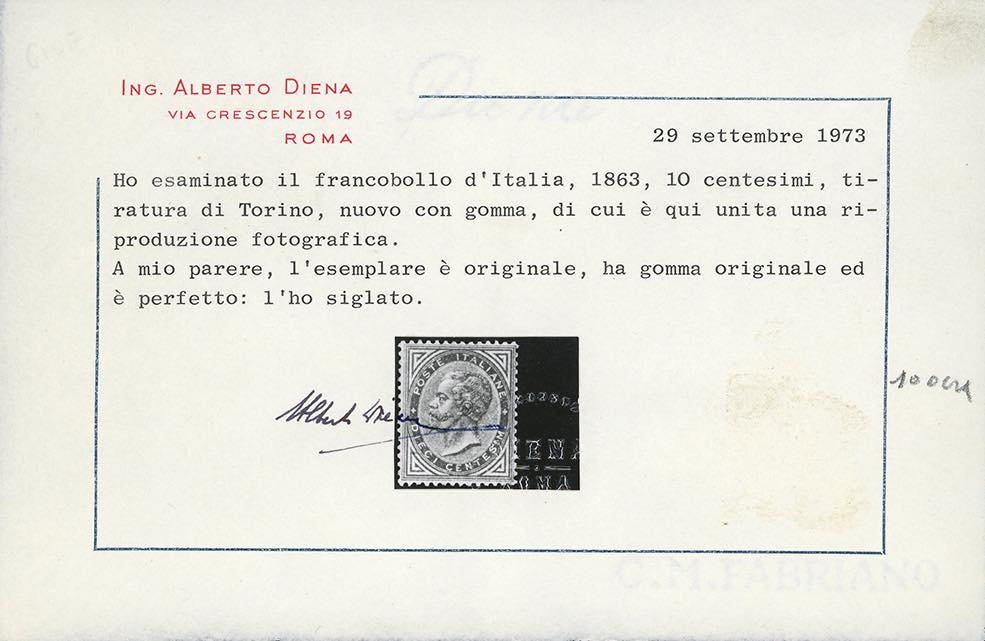 ING. ALBERTO DIENA
VIA CRESCENZIO 19
ROMA
29 settembre 1973
Ho esaminato il francobollo d'Italia, 1863, 10 centesimi, ti-
ratura di Torino, nuovo con gomma, di cui è qui unita una ri-
produzione fotografica.
A mio parere, l'esemplare è originale, ha gomma originale ed
è perfetto: l'ho siglato.
Alberto Diena
POSTE ITALIANE
DIECI CENTESIMI
C.M.FABRIANO